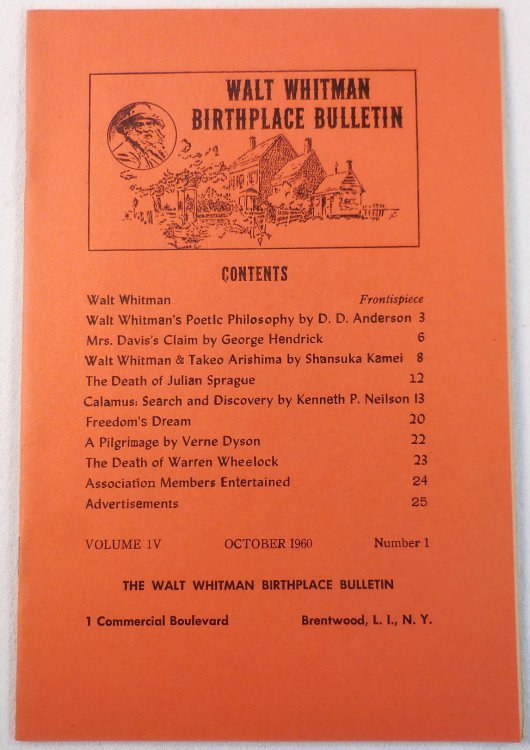 WALT WHITMAN
BIRTHPLACE BULLETIN
CONTENTS
Walt Whitman Frontispiece
Walt Whitman's Poetic Philosophy by D. D. Anderson 3
Mrs. Davis's Claim by George Hendrick 6
Walt Whitman & Takeo Arishima by Shansuka Kamei 8
The Death of Julian Sprague 12
Calamus: Search and Discovery by Kenneth P. Neilson 13
Freedom's Dream 20
A Pilgrimage by Verne Dyson 22
The Death of Warren Wheelock 23
Association Members Entertained 24
Advertisements 25
VOLUME 1V OCTOBER 1960 Number 1
THE WALT WHITMAN BIRTHPLACE BULLETIN
1 Commercial Boulevard Brentwood, L. I., N. Y.